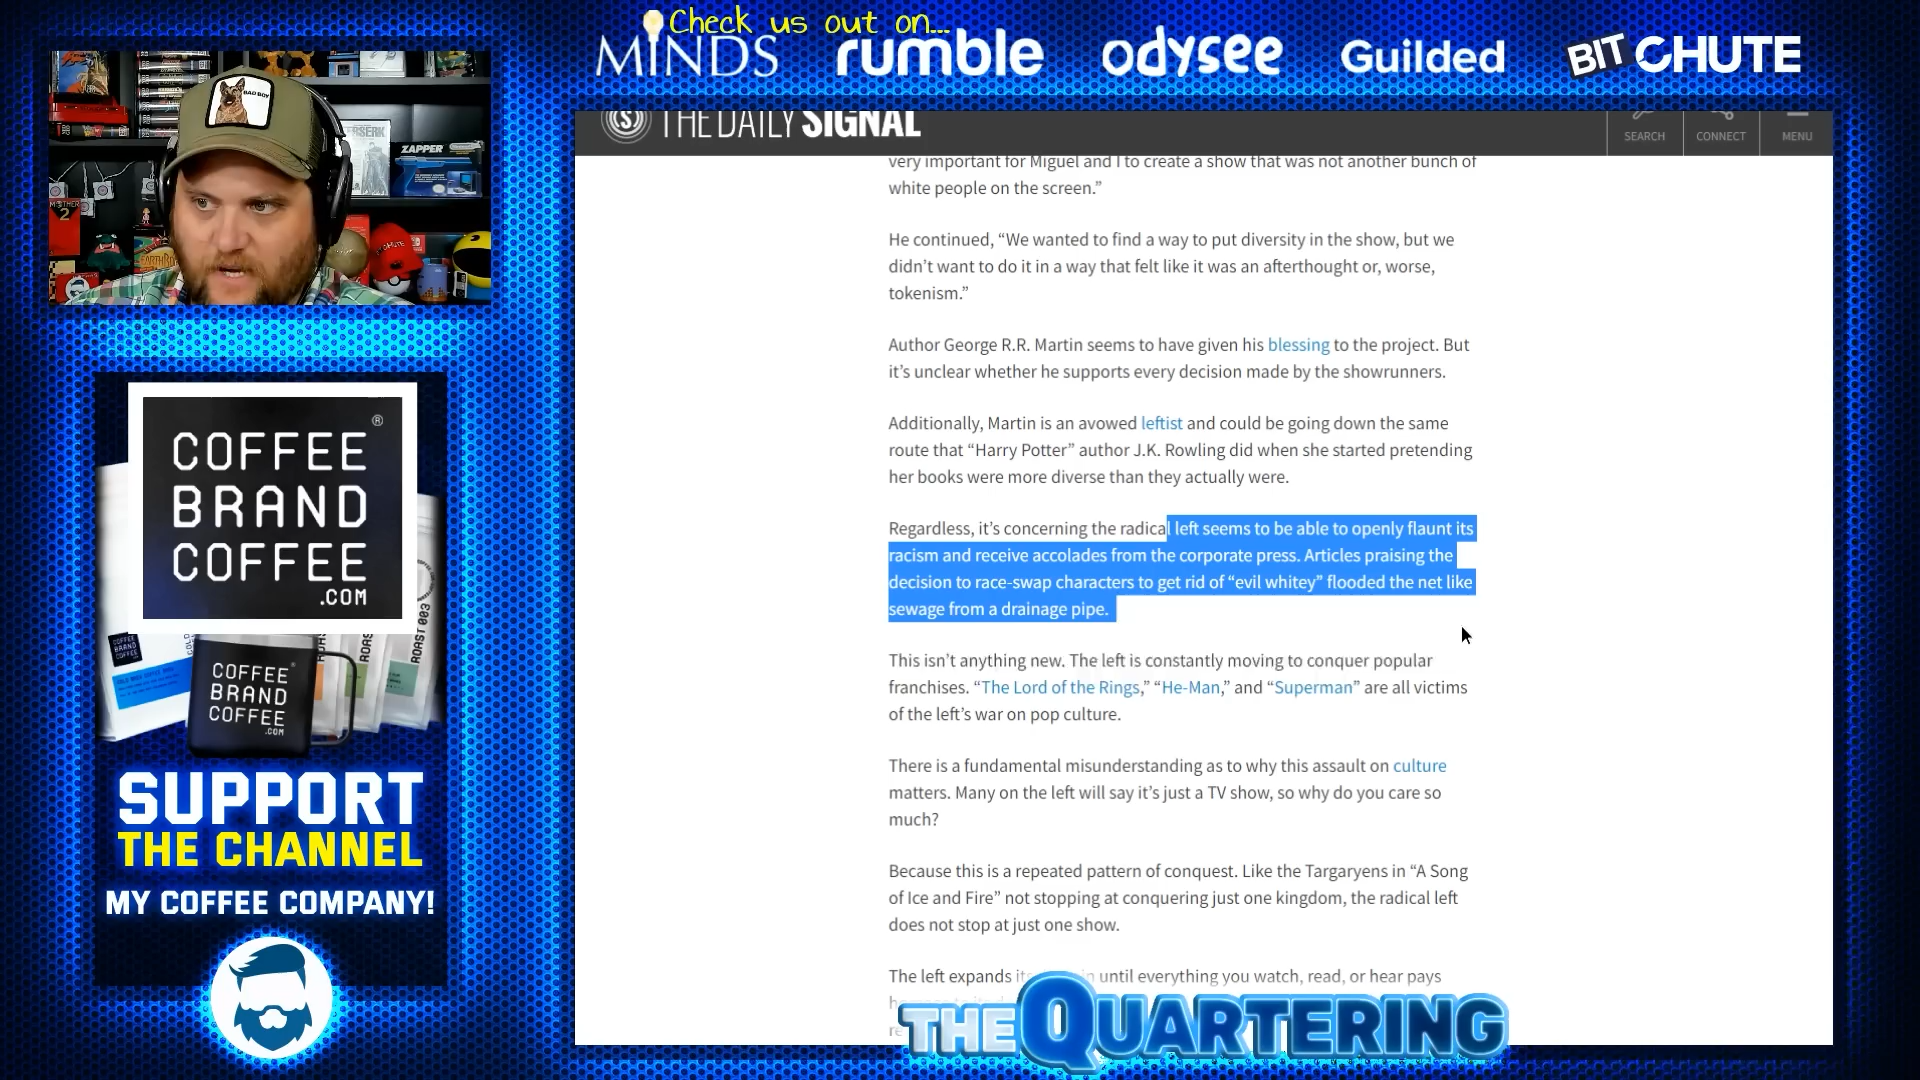 Check us out on...
MINDS rumble odysee Guilded BITCHUTE
THE DAILY SIGNAL
SEARCH CONNECT MENU
BAD BOY
BERSERK
ZAPPER
MOTHER
2
very important for Miguel and I to create a show that was not another bunch of
white people on the screen.”
He continued, “We wanted to find a way to put diversity in the show, but we
didn’t want to do it in a way that felt like it was an afterthought or, worse,
tokenism.”
Author George R.R. Martin seems to have given his blessing to the project. But
it’s unclear whether he supports every decision made by the showrunners.
Additionally, Martin is an avowed leftist and could be going down the same
route that “Harry Potter” author J.K. Rowling did when she started pretending
her books were more diverse than they actually were.
Regardless, it’s concerning the radical left seems to be able to openly flaunt its
racism and receive accolades from the corporate press. Articles praising the
decision to race-swap characters to get rid of “evil whitey” flooded the net like
sewage from a drainage pipe.
This isn’t anything new. The left is constantly moving to conquer popular
franchises. “The Lord of the Rings,” “He-Man,” and “Superman” are all victims
of the left’s war on pop culture.
There is a fundamental misunderstanding as to why this assault on culture
matters. Many on the left will say it’s just a TV show, so why do you care so
much?
Because this is a repeated pattern of conquest. Like the Targaryens in “A Song
of Ice and Fire” not stopping at conquering just one kingdom, the radical left
does not stop at just one show.
The left expands until everything you watch, read, or hear pays
THE QUARTERING
COFFEE ®
BRAND
COFFEE
.COM
ROAST 003
ROAST
COFFEE
BRAND
COFFEE
.COM
COFFEE
BRAND
COFFEE
.COM
SUPPORT
THE CHANNEL
MY COFFEE COMPANY!